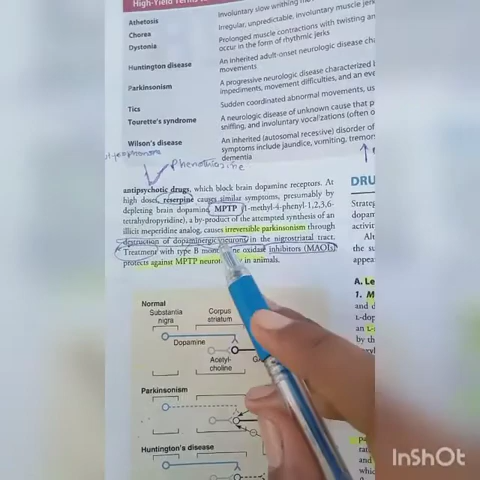 High-Yield Terms to
Athetosis Involuntary slow writhing
Chorea Irregular, unpredictable, involuntary muscle jerk
Dystonia Prolonged muscle contractions with twisting an
occur in the form of rhythmic jerks
Huntington disease An inherited adult-onset neurologic disease cha
movements
Parkinsonism A progressive neurologic disease characterized
impediments, movement difficulties, and an eve
Tics Sudden coordinated abnormal movements, us
Tourette's syndrome A neurologic disease of unknown cause that p
sniffing, and involuntary vocalizations (often o
Wilson's disease An inherited (autosomal recessive) disorder of
symptoms include jaundice, vomiting, tremor
dementia
antipsychotic drugs, which block brain dopamine receptors. At
high doses, reserpine causes similar symptoms, presumably by
depleting brain dopamine. MPTP (1-methyl-4-phenyl-1,2,3,6-
tetrahydropyridine), a by-product of the attempted synthesis of an
illicit meperidine analog, causes irreversible parkinsonism through
destruction of dopaminergic neurons in the nigrostriatal tract.
Treatment with type B oxidase inhibitors (MAOIs)
protects against MPTP in animals.
Normal
Substantia
nigra
Corpus
striatum
Dopamine
Acetyl-
choline
Parkinsonism
Huntington's disease
DRU
Strateg
dopam
activit
Alt
the su
appea
A. Le
1. M
and d
L-dop
an L-
by th
InShOt